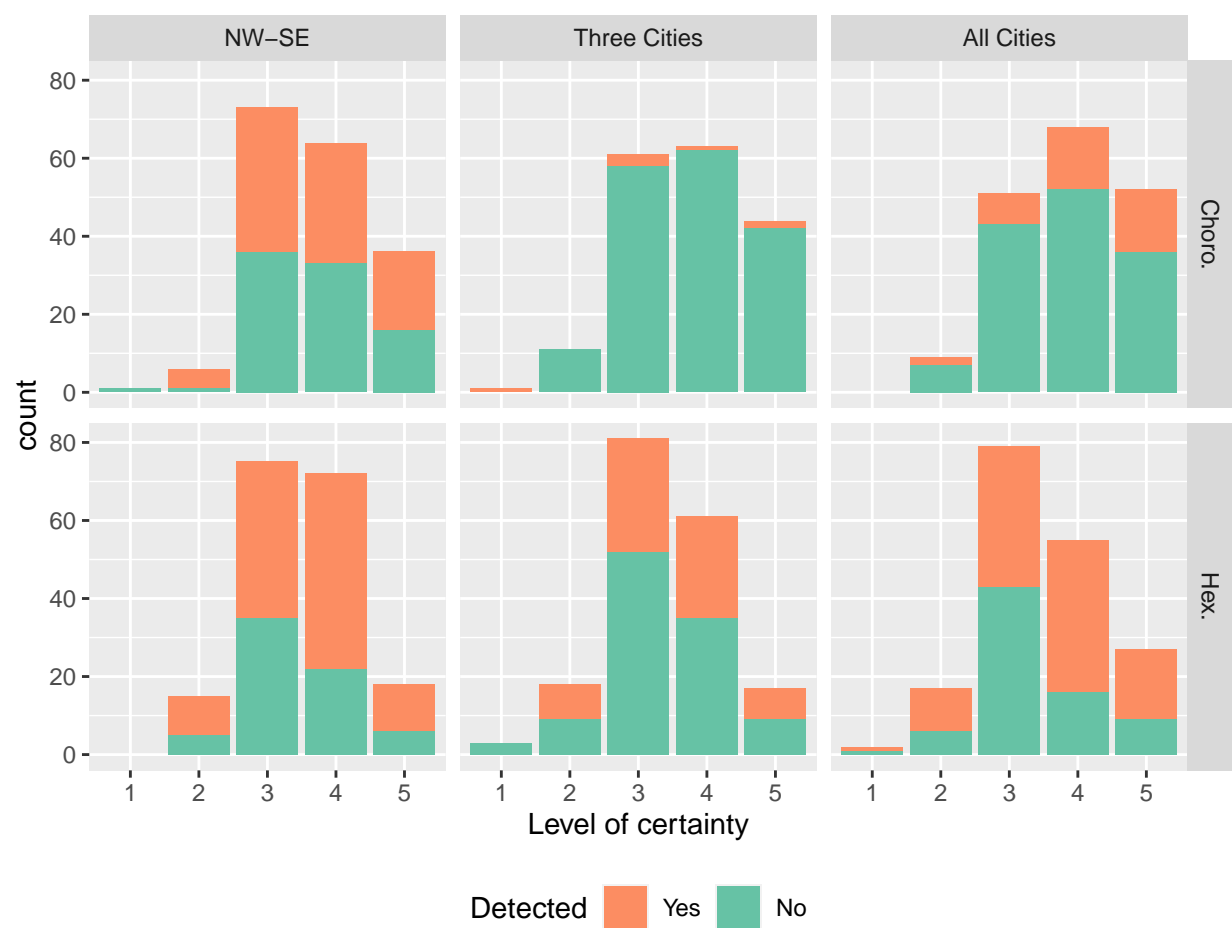 NW−SE Three Cities All Cities
80
60
40
20
0
Choro.
count
80
60
40
20
0
Hex.
1 2 3 4 5 1 2 3 4 5 1 2 3 4 5
Level of certainty
Detected Yes No